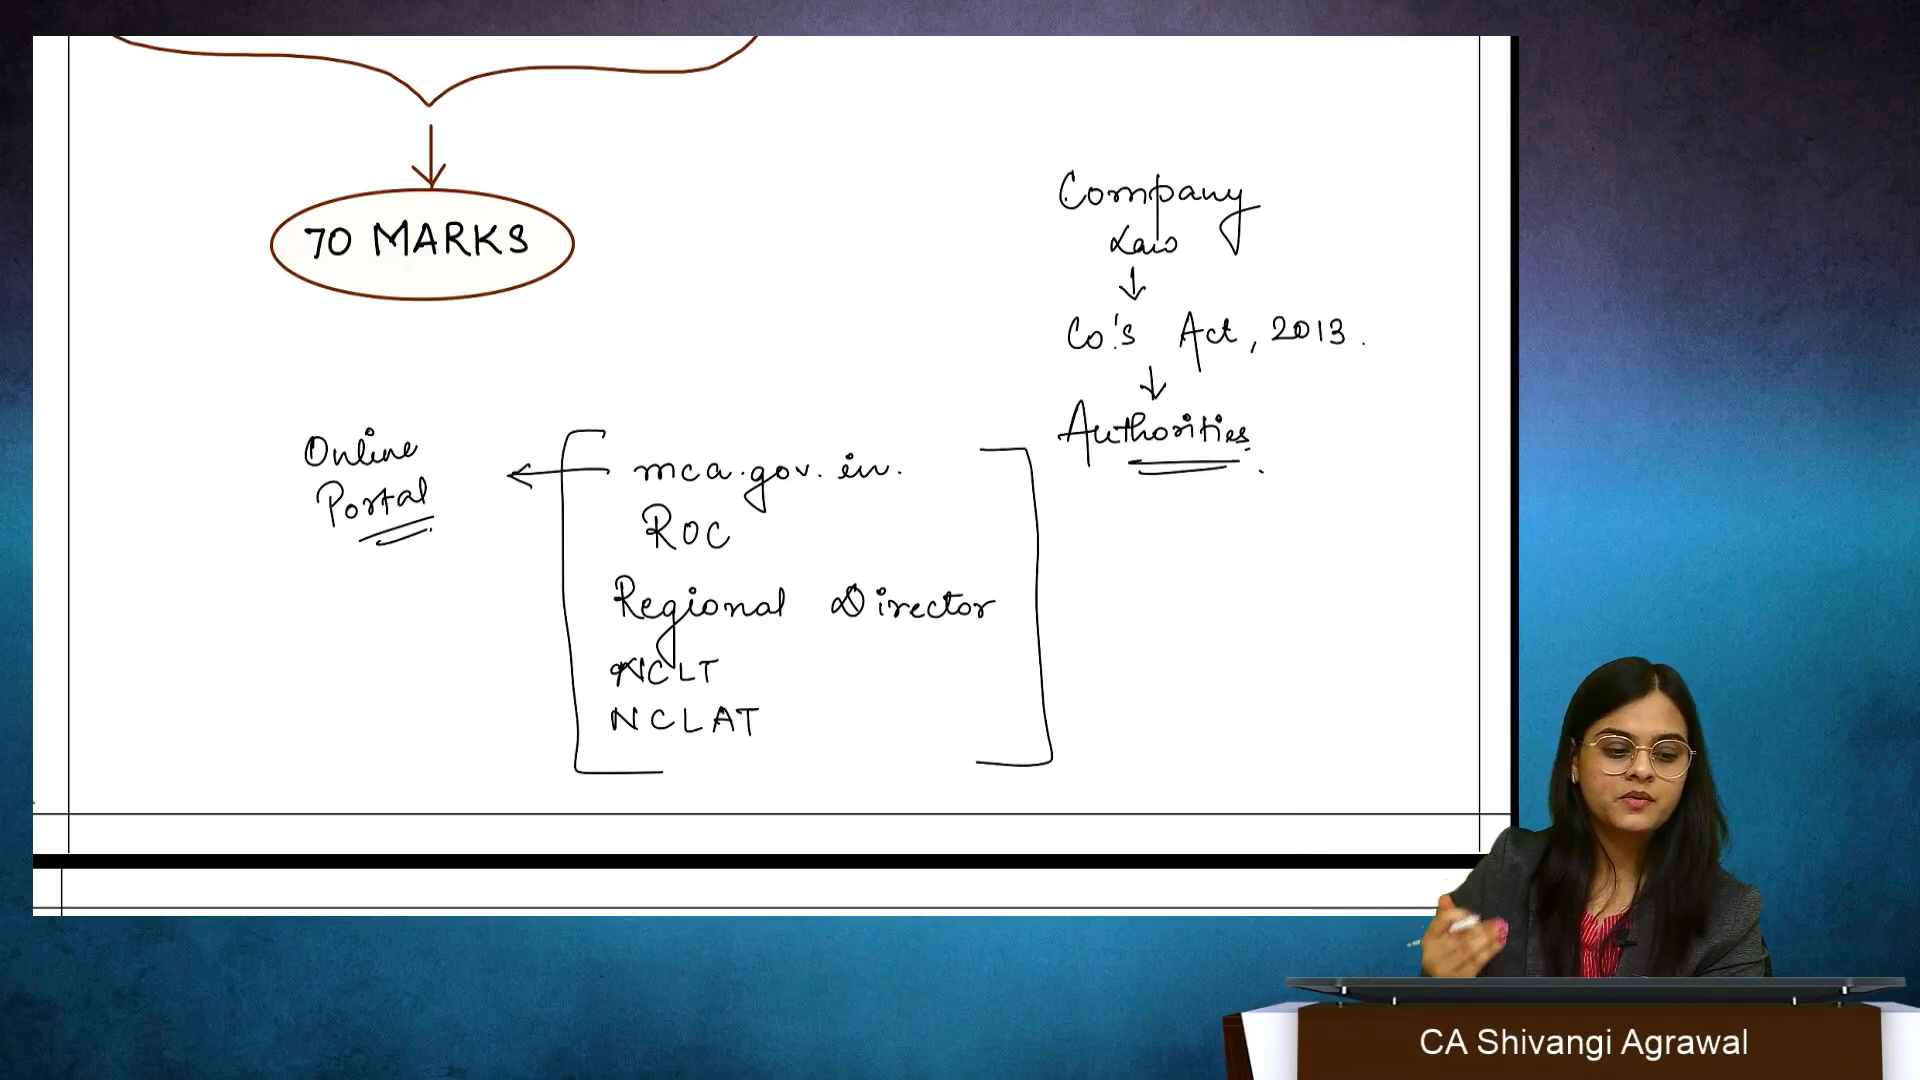 70 MARKS
Company
Law
Co's Act, 2013.
Authorities.
Online
Portal
mca.gov.in.
ROC
Regional Director
NCLT
NCLAT
CA Shivangi Agrawal